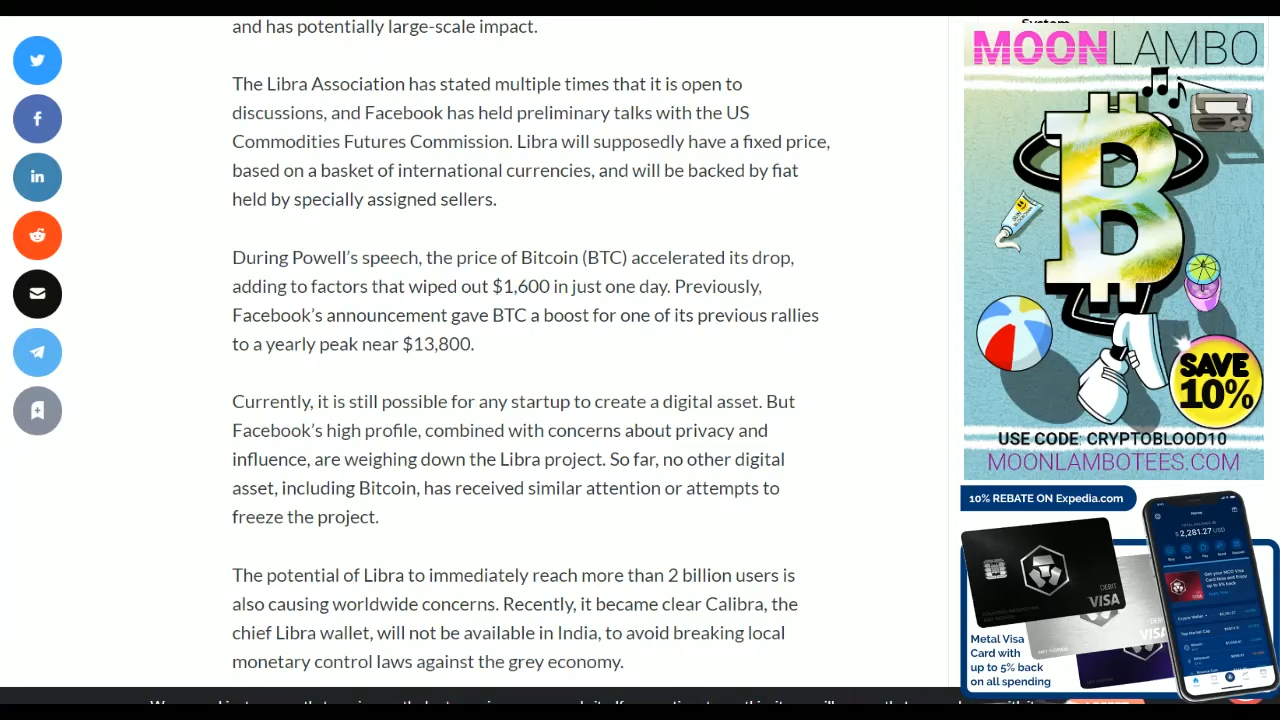 and has potentially large-scale impact.
The Libra Association has stated multiple times that it is open to
discussions, and Facebook has held preliminary talks with the US
Commodities Futures Commission. Libra will supposedly have a fixed price,
based on a basket of international currencies, and will be backed by fiat
held by specially assigned sellers.
During Powell's speech, the price of Bitcoin (BTC) accelerated its drop,
adding to factors that wiped out $1,600 in just one day. Previously,
Facebook's announcement gave BTC a boost for one of its previous rallies
to a yearly peak near $13,800.
Currently, it is still possible for any startup to create a digital asset. But
Facebook's high profile, combined with concerns about privacy and
influence, are weighing down the Libra project. So far, no other digital
asset, including Bitcoin, has received similar attention or attempts to
freeze the project.
The potential of Libra to immediately reach more than 2 billion users is
also causing worldwide concerns. Recently, it became clear Calibra, the
chief Libra wallet, will not be available in India, to avoid breaking local
monetary control laws against the grey economy.
MOONLAMBO
SAVE
10%
USE CODE: CRYPTOBLOOD10
MOONLAMBOTEES.COM
10% REBATE ON Expedia.com
2,281.27 USD
DEBIT
VISA
Metal Visa
Card with
up to 5% back
on all spending